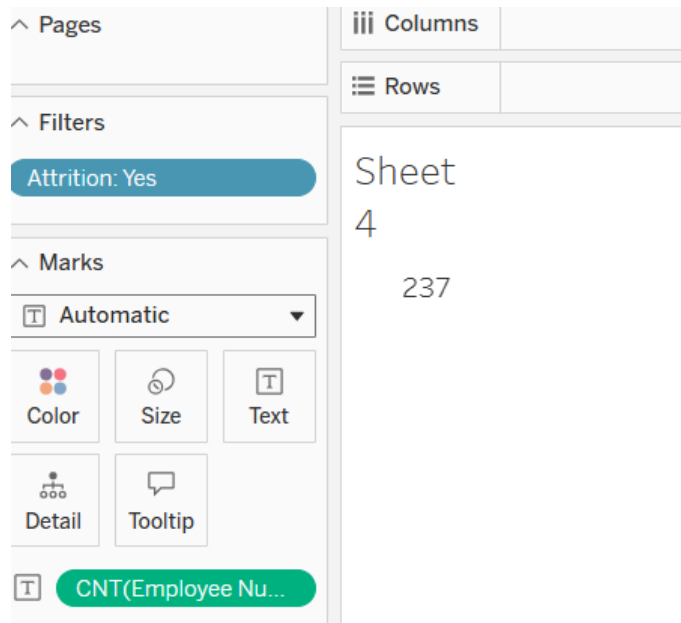 Pages
Columns
Rows
Filters
Attrition: Yes
Sheet
4
Marks
237
Automatic
Color
Size
Text
Detail
Tooltip
CNT(Employee Nu...